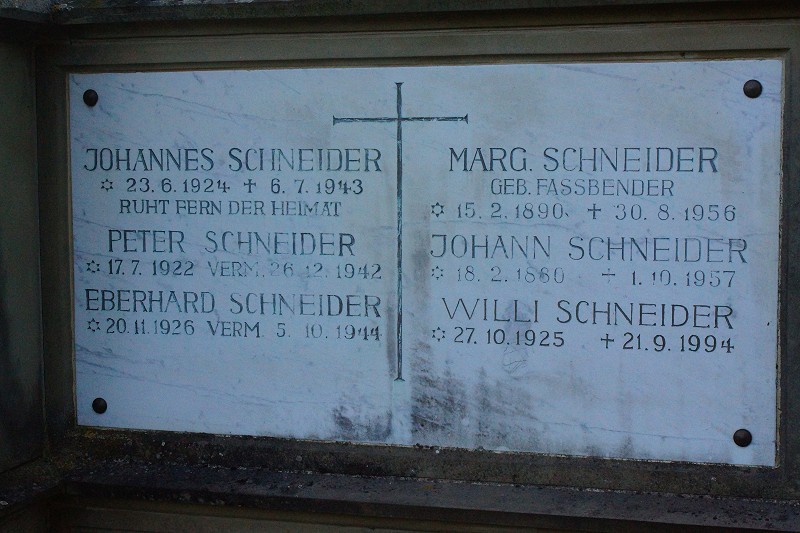 JOHANNES SCHNEIDER
✡ 23.6.1924 ✝ 6.7.1943
RUHT FERN DER HEIMAT
PETER SCHNEIDER
✡ 17.7.1922 VERM. 26.12.1942
EBERHARD SCHNEIDER
✡ 20.11.1926 VERM. 5.10.1944
MARG. SCHNEIDER
GEB. FASSBENDER
✡ 15.2.1890 ✝ 30.8.1956
JOHANN SCHNEIDER
✡ 18.2.1880 ✝ 1.10.1957
WILLI SCHNEIDER
✡ 27.10.1925 ✝ 21.9.1994